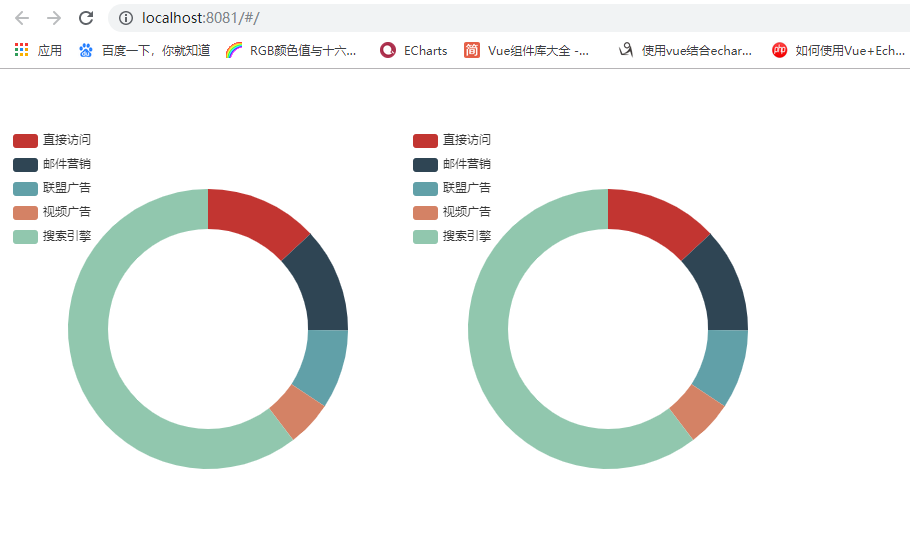 localhost:8081/#/
应用 百度一下，你就知道 RGB颜色值与十六... ECharts 简 Vue组件库大全 -... 使用vue结合echar... php 如何使用Vue+Ech...
直接访问
邮件营销
联盟广告
视频广告
搜索引擎
直接访问
邮件营销
联盟广告
视频广告
搜索引擎